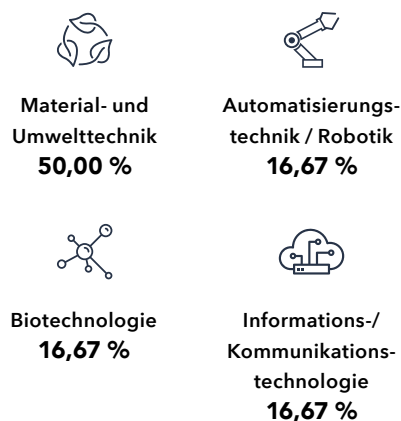 Material- und
Umwelttechnik
50,00 %
Automatisierungs-
technik / Robotik
16,67 %
Biotechnologie
16,67 %
Informations-/
Kommunikations-
technologie
16,67 %